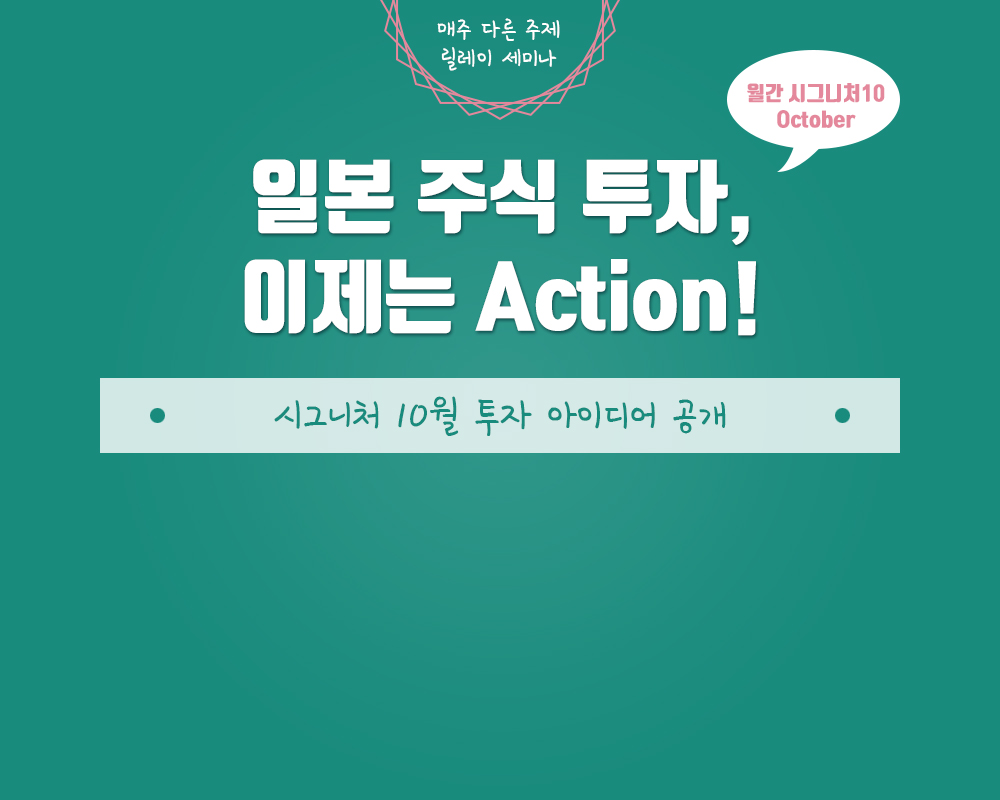 매주 다른 주제
릴레이 세미나
월간 시그니처10
October
일본 주식 투자,
이제는 Action!
시그니처 10월 투자 아이디어 공개